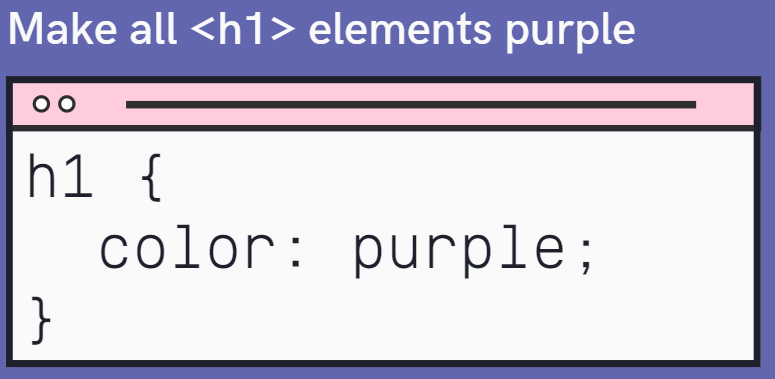 Make all <h1> elements purple
h1 {
  color: purple;
}